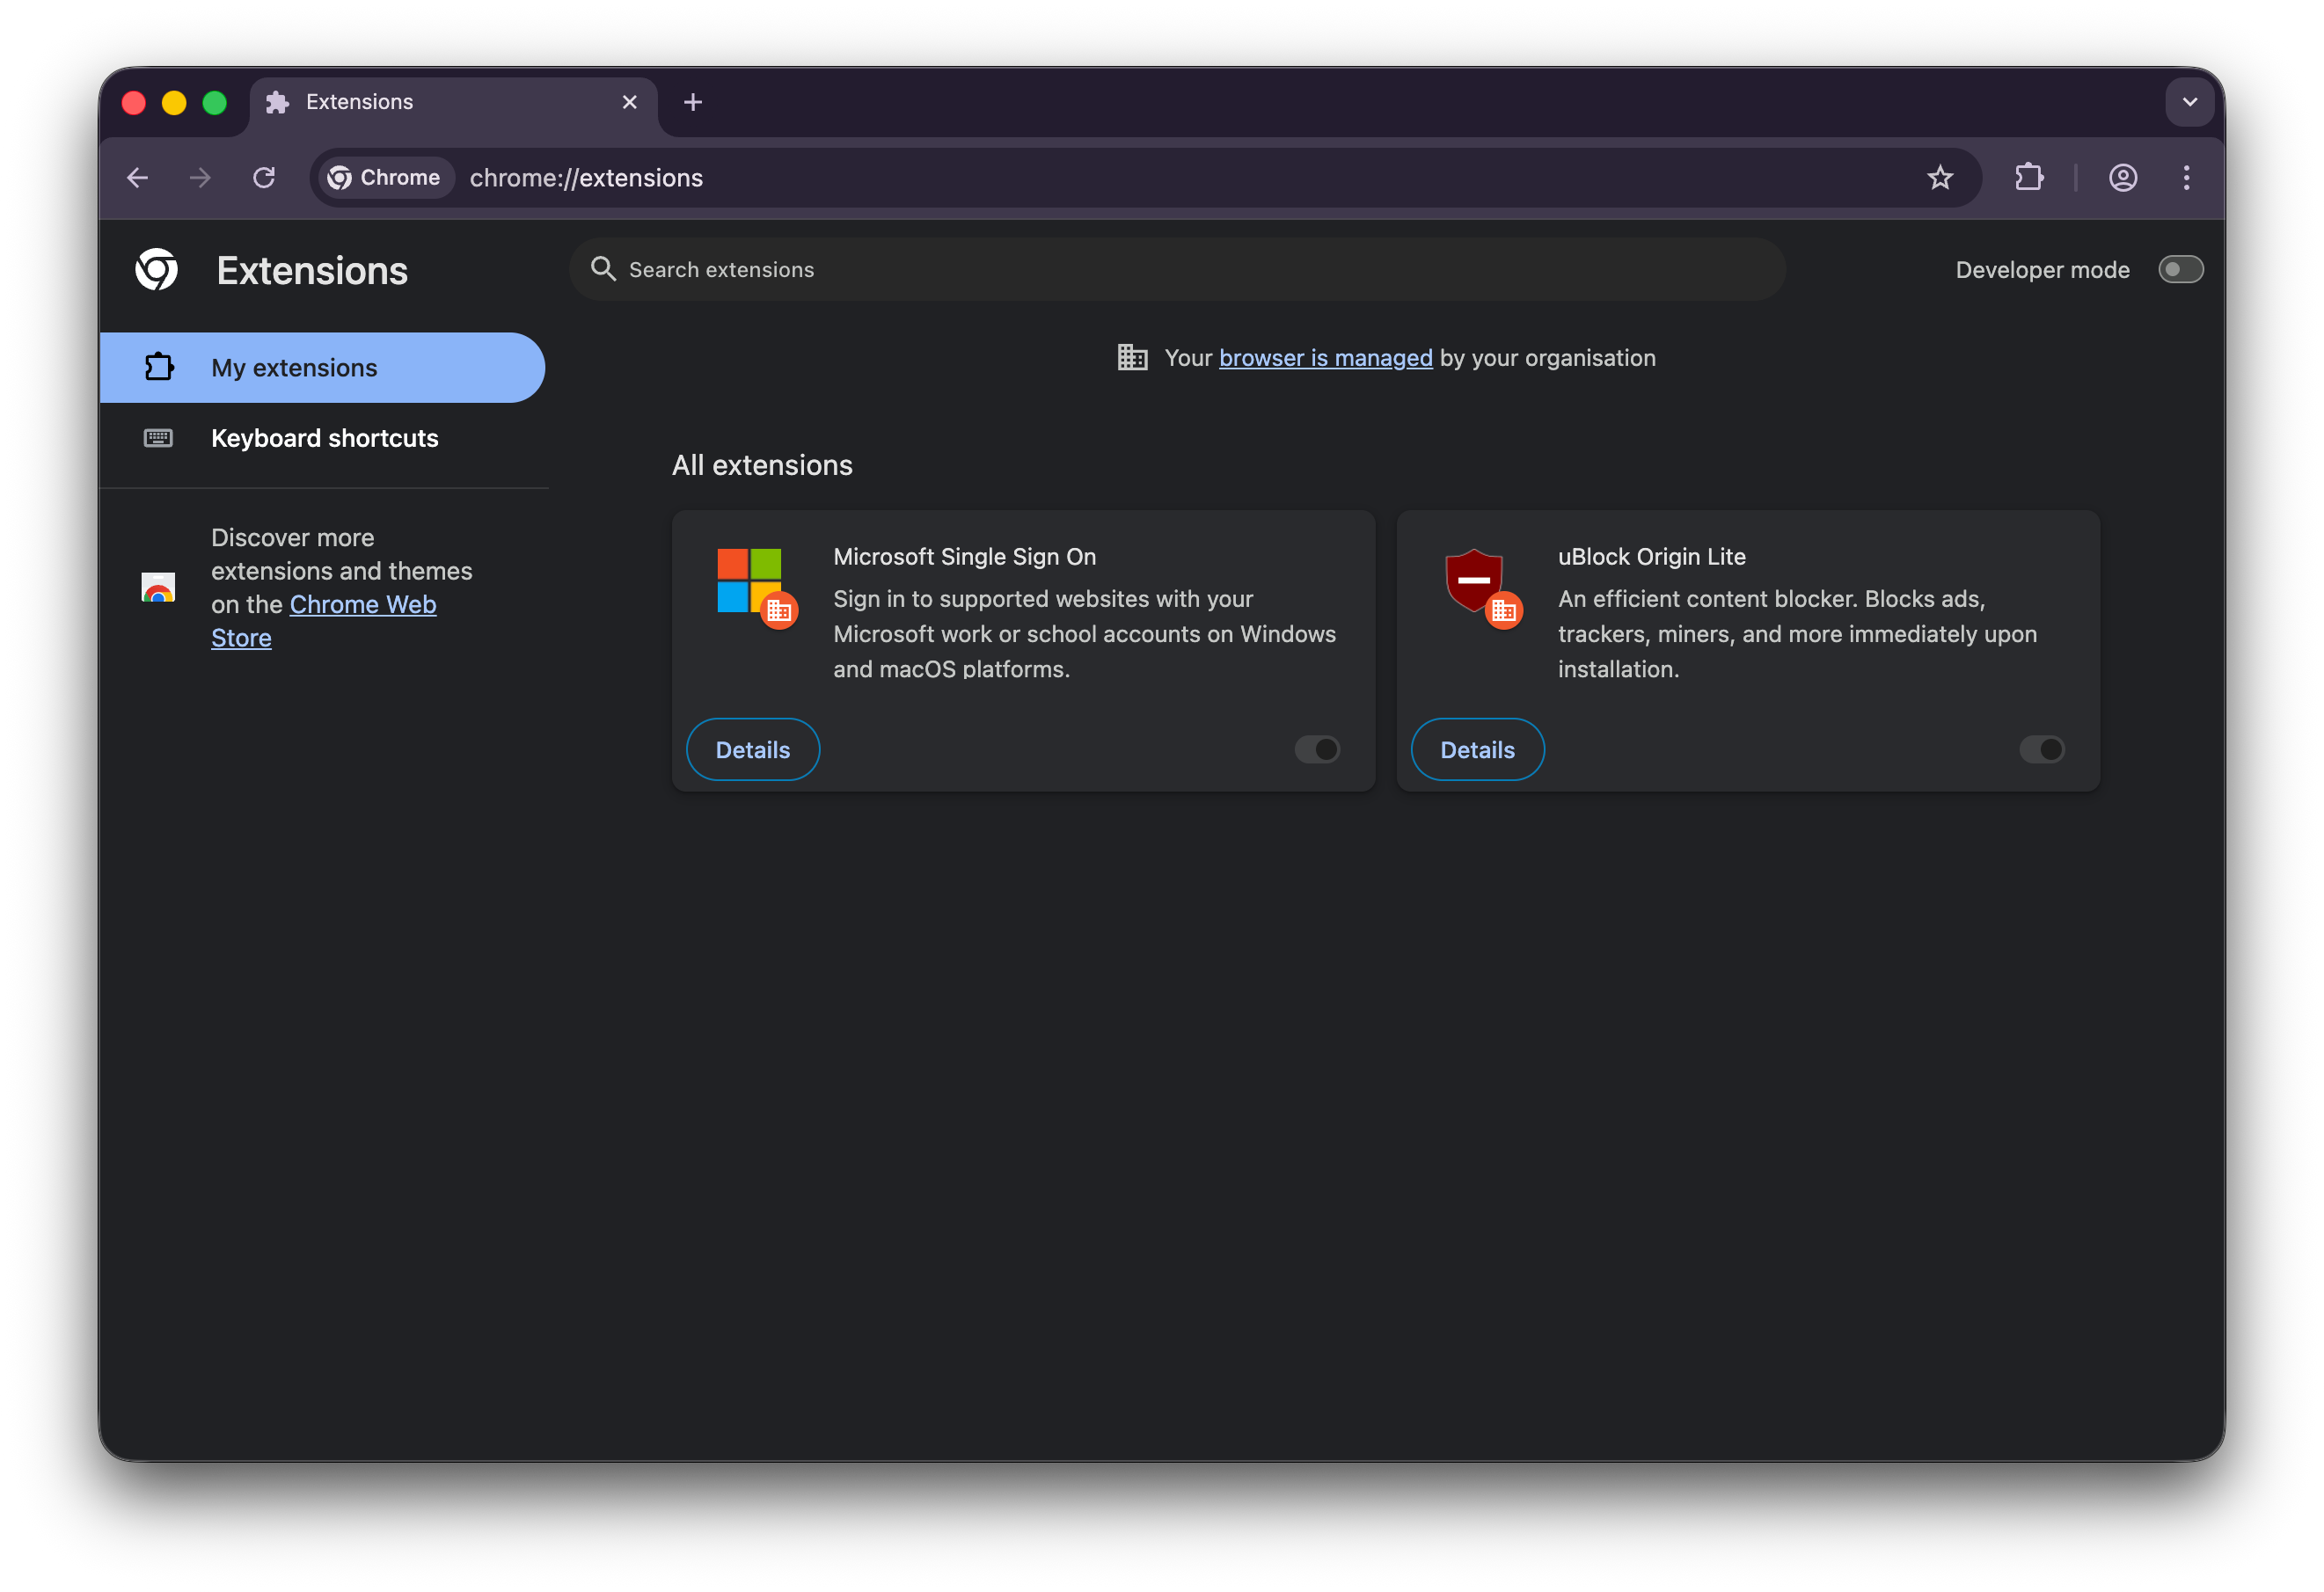 Extensions
Chrome
chrome://extensions
Extensions
Search extensions
Developer mode
My extensions
Keyboard shortcuts
Discover more
extensions and themes
on the Chrome Web
Store
Your browser is managed by your organisation
All extensions
Microsoft Single Sign On
Sign in to supported websites with your
Microsoft work or school accounts on Windows
and macOS platforms.
Details
uBlock Origin Lite
An efficient content blocker. Blocks ads,
trackers, miners, and more immediately upon
installation.
Details